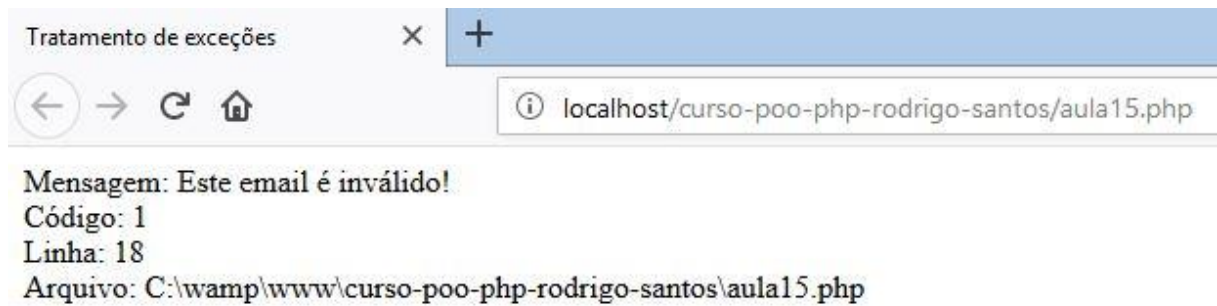 Tratamento de exceções
localhost/curso-poo-php-rodrigo-santos/aula15.php
Mensagem: Este email é inválido!
Código: 1
Linha: 18
Arquivo: C:\wamp\www\curso-poo-php-rodrigo-santos\aula15.php